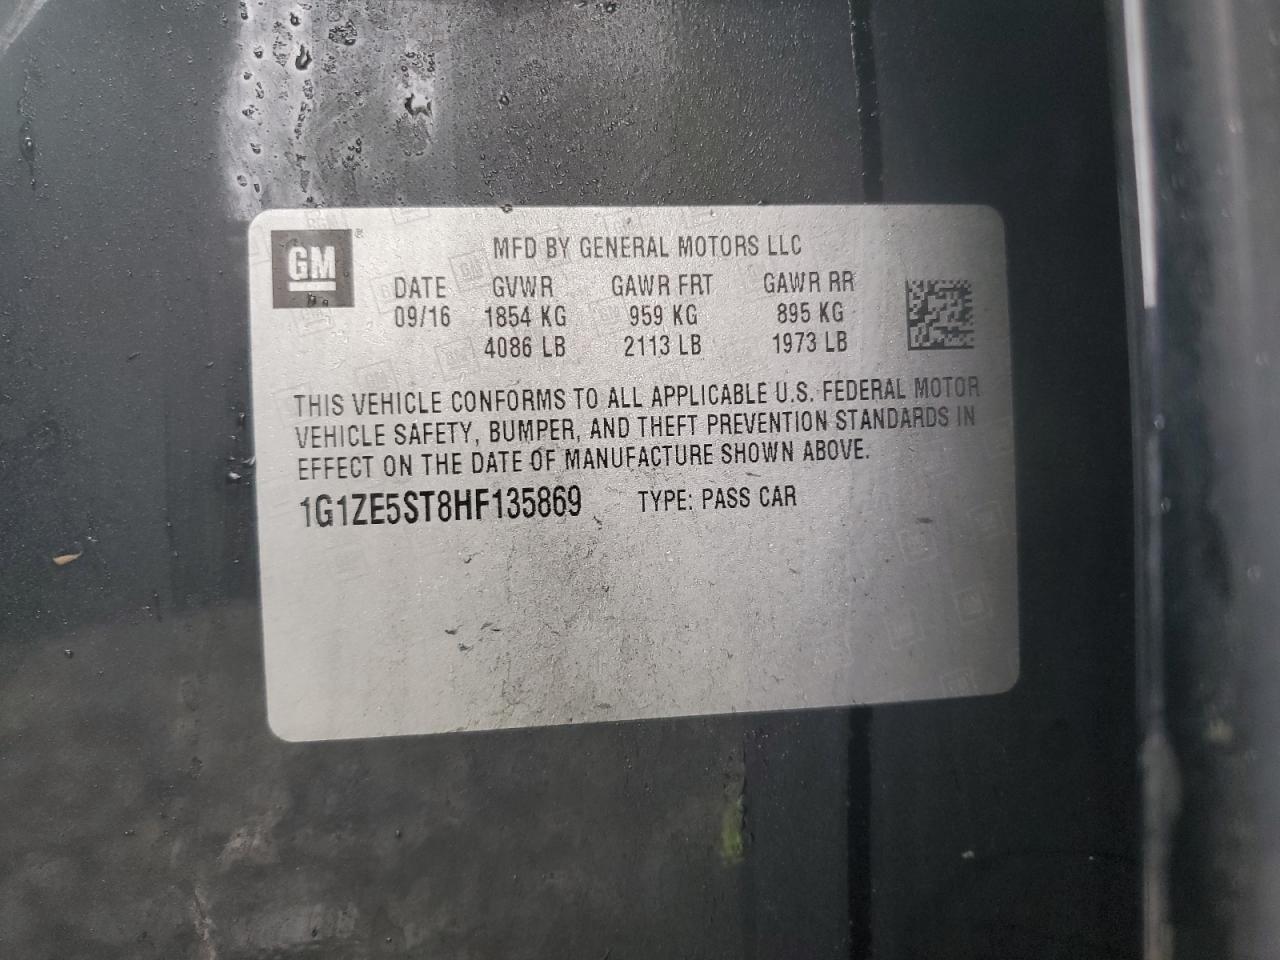 GM
MFD BY GENERAL MOTORS LLC
DATE GVWR GAWR FRT GAWR RR
09/16 1854 KG 959 KG 895 KG
4086 LB 2113 LB 1973 LB
THIS VEHICLE CONFORMS TO ALL APPLICABLE U.S. FEDERAL MOTOR
VEHICLE SAFETY, BUMPER, AND THEFT PREVENTION STANDARDS IN
EFFECT ON THE DATE OF MANUFACTURE SHOWN ABOVE.
1G1ZE5ST8HF135869 TYPE: PASS CAR